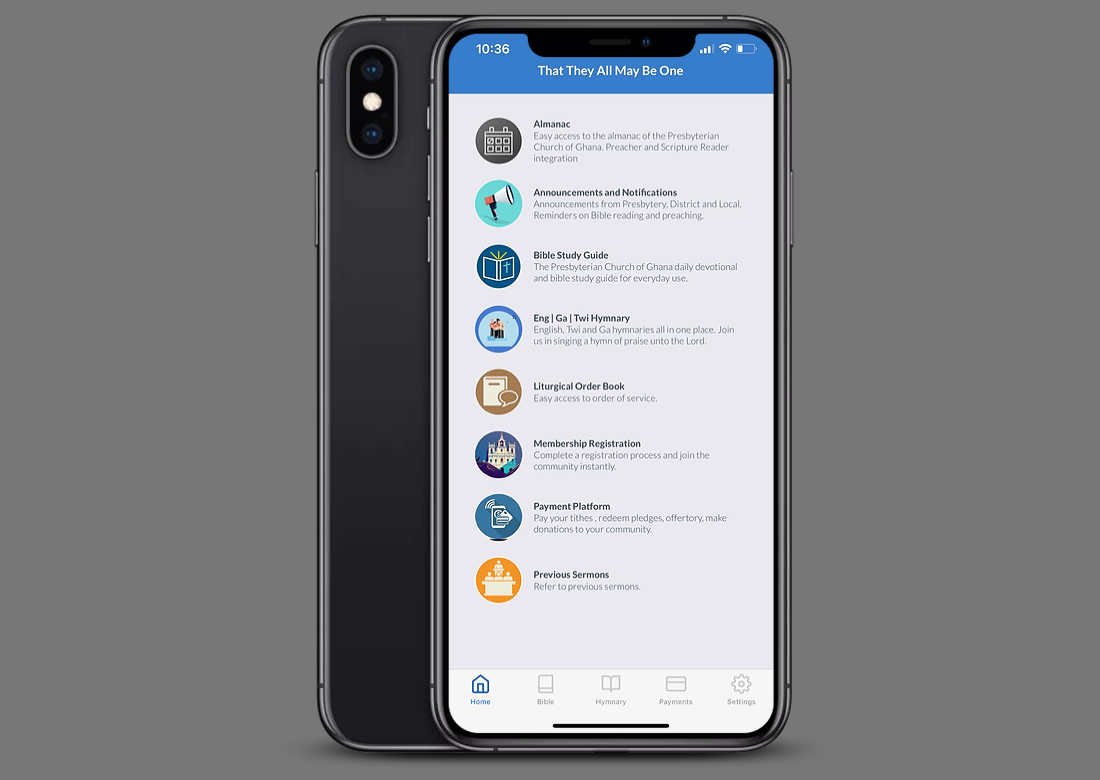 10:36
That They All May Be One
Almanac
Easy access to the almanac of the Presbyterian
Church of Ghana. Preacher and Scripture Reader
integration
Announcements and Notifications
Announcements from Presbytery, District and Local.
Reminders on Bible reading and preaching.
Bible Study Guide
The Presbyterian Church of Ghana daily devotional
and bible study guide for everyday use.
Eng | Ga | Twi Hymnary
English, Twi and Ga hymnaries all in one place. Join
us in singing a hymn of praise unto the Lord.
Liturgical Order Book
Easy access to order of service.
Membership Registration
Complete a registration process and join the
community instantly.
Payment Platform
Pay your tithes , redeem pledges, offertory, make
donations to your community.
Previous Sermons
Refer to previous sermons.
Home
Bible
Hymnary
Payments
Settings